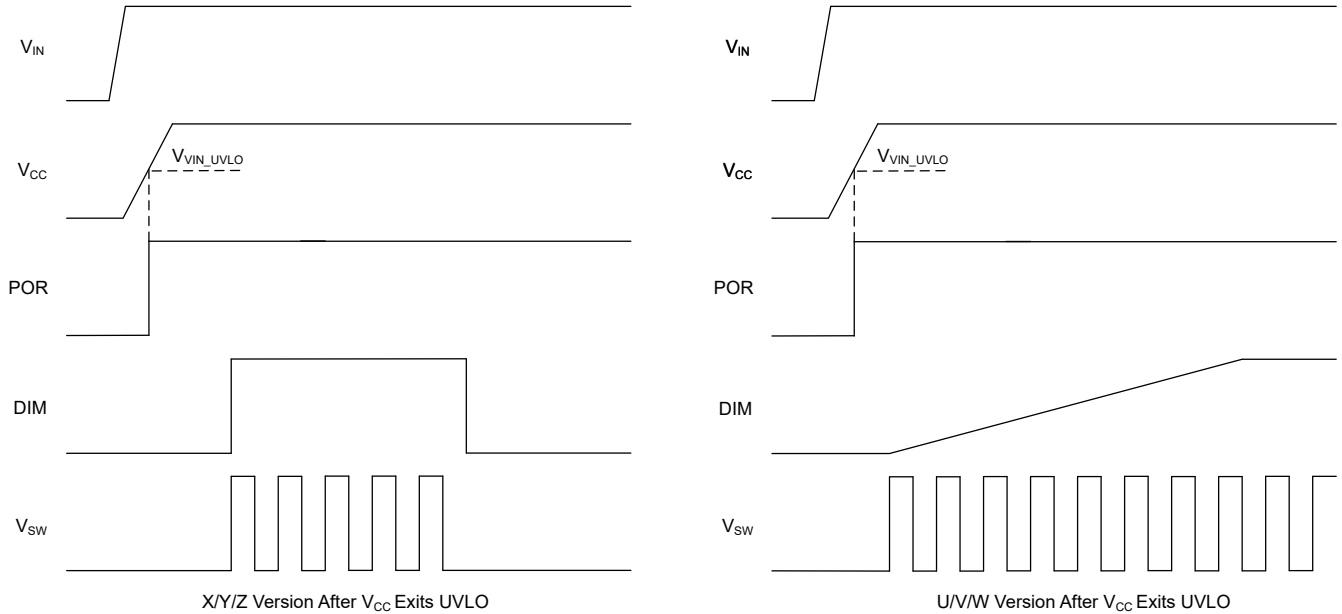 V_IN
V_CC
V_VIN_UVLO
POR
DIM
V_SW
X/Y/Z Version After V_CC Exits UVLO
V_IN
V_CC
V_VIN_UVLO
POR
DIM
V_SW
U/V/W Version After V_CC Exits UVLO